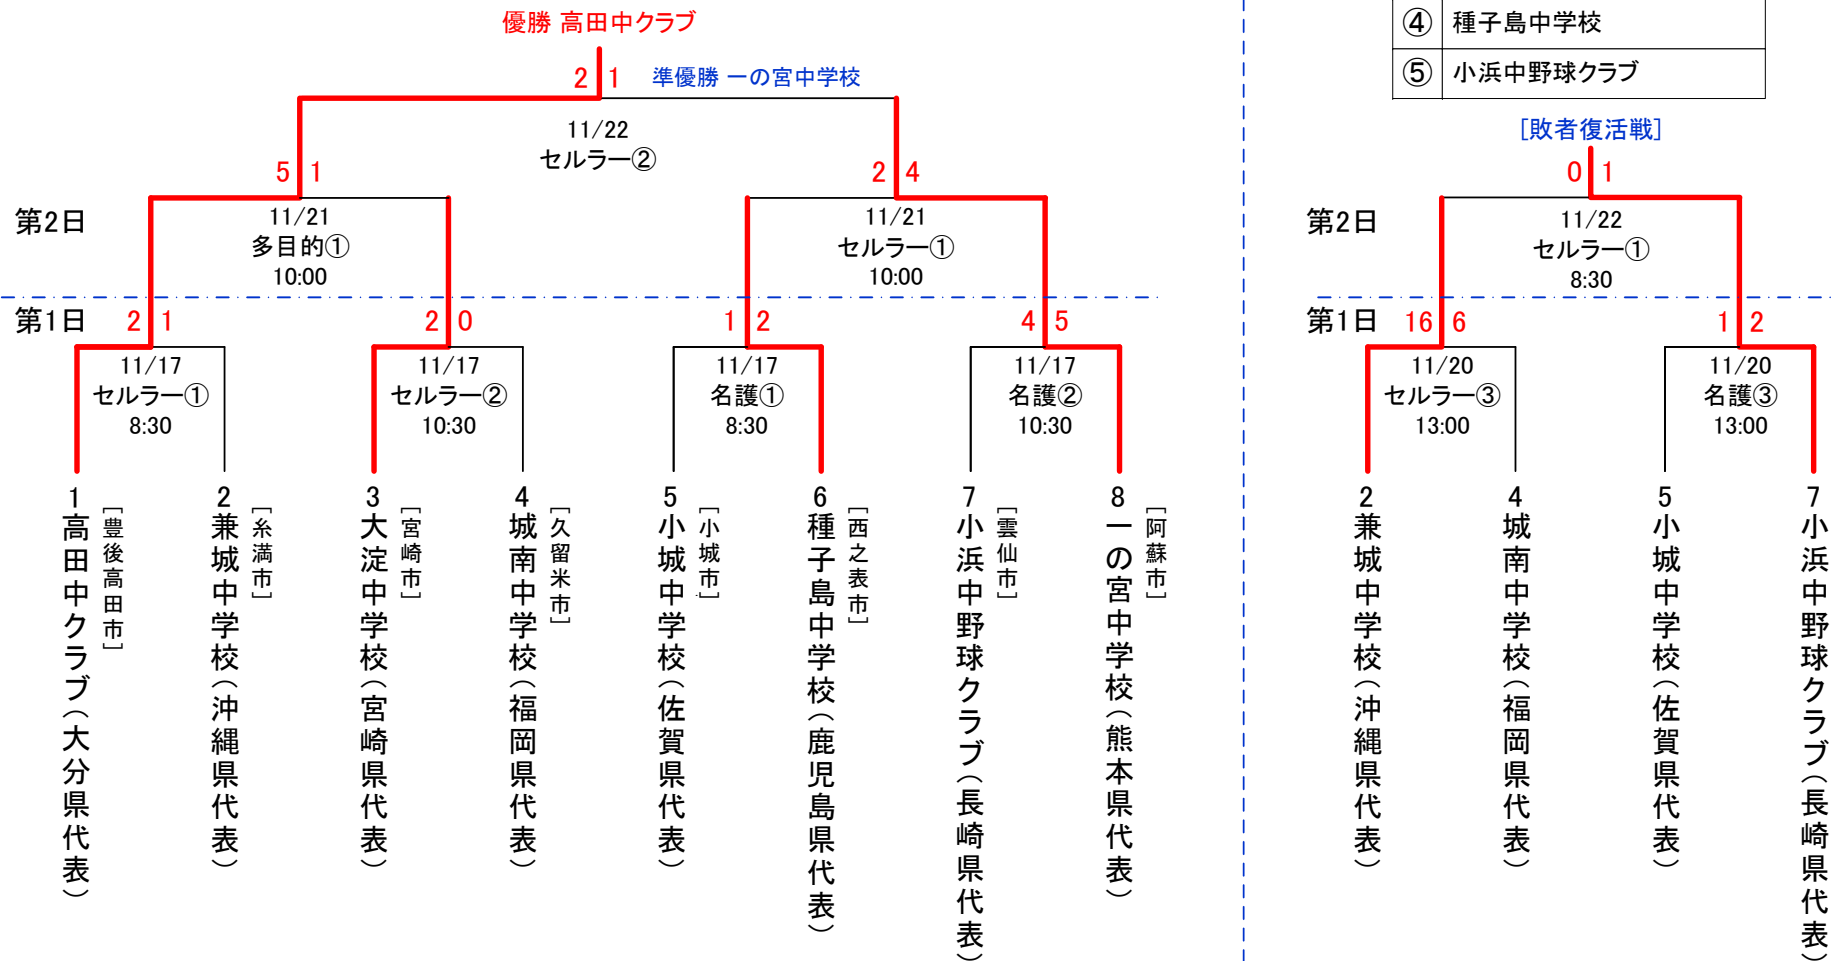 優勝 高田中クラブ
2 1
準優勝 一の宮中学校
11/22
セルラー②
5 1
2 4
第2日
11/21
多目的①
10:00
11/21
セルラー①
10:00
第1日
2 1
2 0
1 2
4 5
11/17
セルラー①
8:30
11/17
セルラー②
10:30
11/17
名護①
8:30
11/17
名護②
10:30
1 高田中クラブ(大分県代表)
[豊後高田市]
2 兼城中学校(沖縄県代表)
[糸満市]
3 大淀中学校(宮崎県代表)
[宮崎市]
4 城南中学校(福岡県代表)
[久留米市]
5 小城中学校(佐賀県代表)
[小城市]
6 種子島中学校(鹿児島県代表)
[西之表市]
7 小浜中野球クラブ(長崎県代表)
[雲仙市]
8 一の宮中学校(熊本県代表)
[阿蘇市]
④ 種子島中学校
⑤ 小浜中野球クラブ
[敗者復活戦]
0 1
第2日
11/22
セルラー①
8:30
第1日
16 6
1 2
11/20
セルラー③
13:00
11/20
名護③
13:00
2 兼城中学校(沖縄県代表)
4 城南中学校(福岡県代表)
5 小城中学校(佐賀県代表)
7 小浜中野球クラブ(長崎県代表)